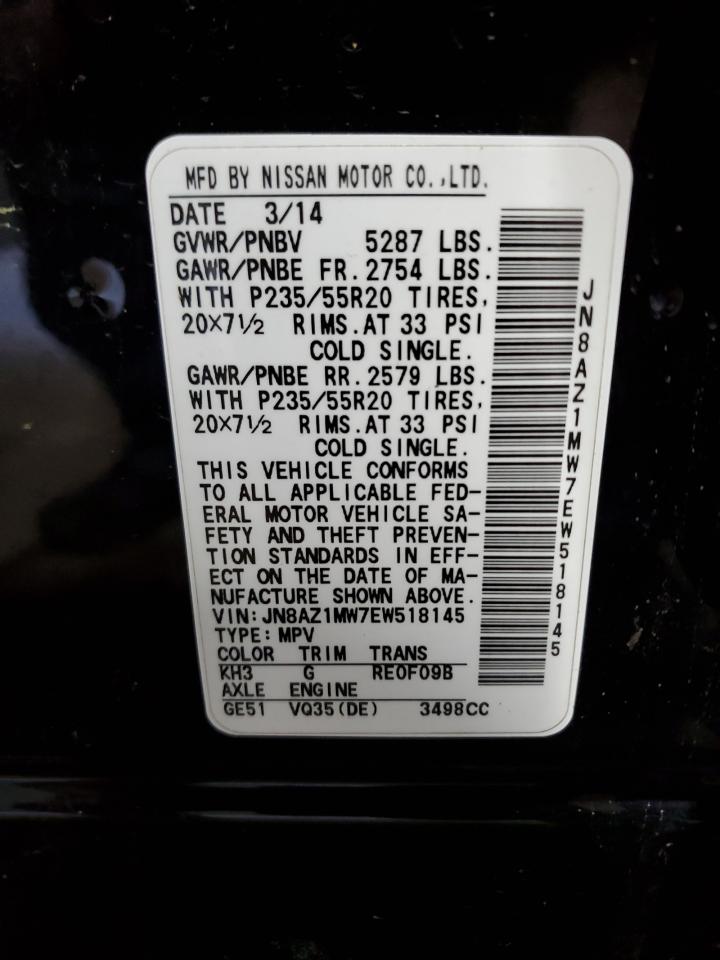 MFD BY NISSAN MOTOR CO.,LTD.
DATE 3/14
GVWR/PNBV 5287 LBS.
GAWR/PNBE FR.2754 LBS.
WITH P235/55R20 TIRES,
20×7½ RIMS.AT 33 PSI
COLD SINGLE.
GAWR/PNBE RR.2579 LBS.
WITH P235/55R20 TIRES,
20×7½ RIMS.AT 33 PSI
COLD SINGLE.
THIS VEHICLE CONFORMS
TO ALL APPLICABLE FED-
ERAL MOTOR VEHICLE SA-
FETY AND THEFT PREVEN-
TION STANDARDS IN EFF-
ECT ON THE DATE OF MA-
NUFACTURE SHOWN ABOVE.
VIN:JN8AZ1MW7EW518145
TYPE:MPV
COLOR TRIM TRANS
KH3 G RE0F09B
AXLE ENGINE
GE51 VQ35(DE) 3498CC
JN8AZ1MW7EW518145